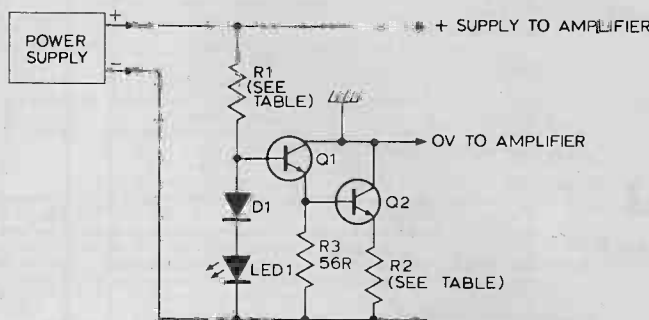 POWER
SUPPLY
+
−
+ SUPPLY TO AMPLIFIER
R1
(SEE
TABLE)
Q1
0V TO AMPLIFIER
D1
Q2
R3
56R
LED1
R2
(SEE TABLE)